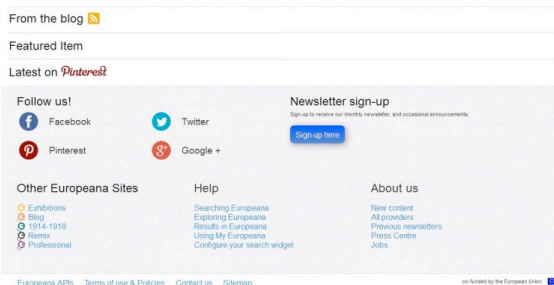 From the blog
Featured Item
Latest on Pinterest
Follow us!
Facebook
Twitter
Pinterest
Google +
Newsletter sign-up
Sign-up to receive our monthly newsletter, and occasional announcements.
Sign-up here
Other Europeana Sites
Exhibitions
Blog
1914-1918
Remix
Professional
Help
Searching Europeana
Exploring Europeana
Results in Europeana
Using My Europeana
Configure your search widget
About us
New content
All providers
Previous newsletters
Press Centre
Jobs
Europeana APIs Terms of use & Policies Contact us Sitemap
co-funded by the European Union